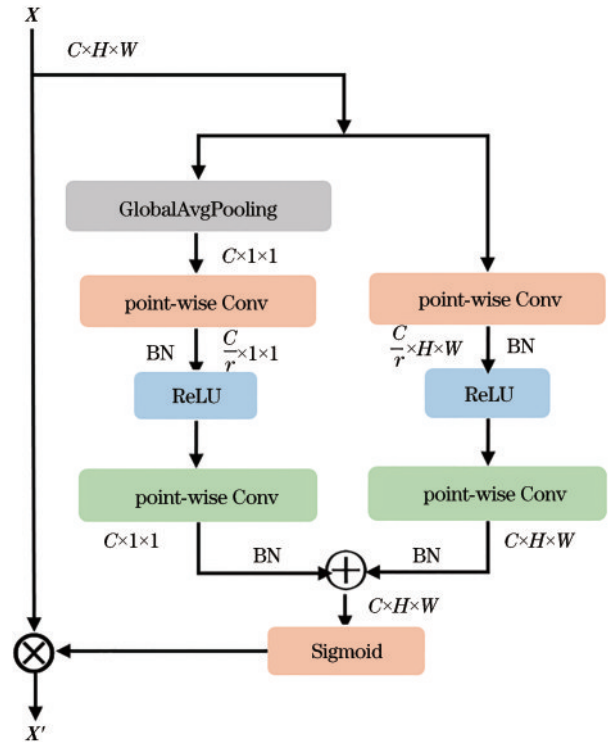 X
C×H×W
GlobalAvgPooling
C×1×1
point-wise Conv
point-wise Conv
BN
C/r×1×1
C/r×H×W
BN
ReLU
ReLU
point-wise Conv
point-wise Conv
C×1×1
BN
BN
C×H×W
C×H×W
Sigmoid
X′